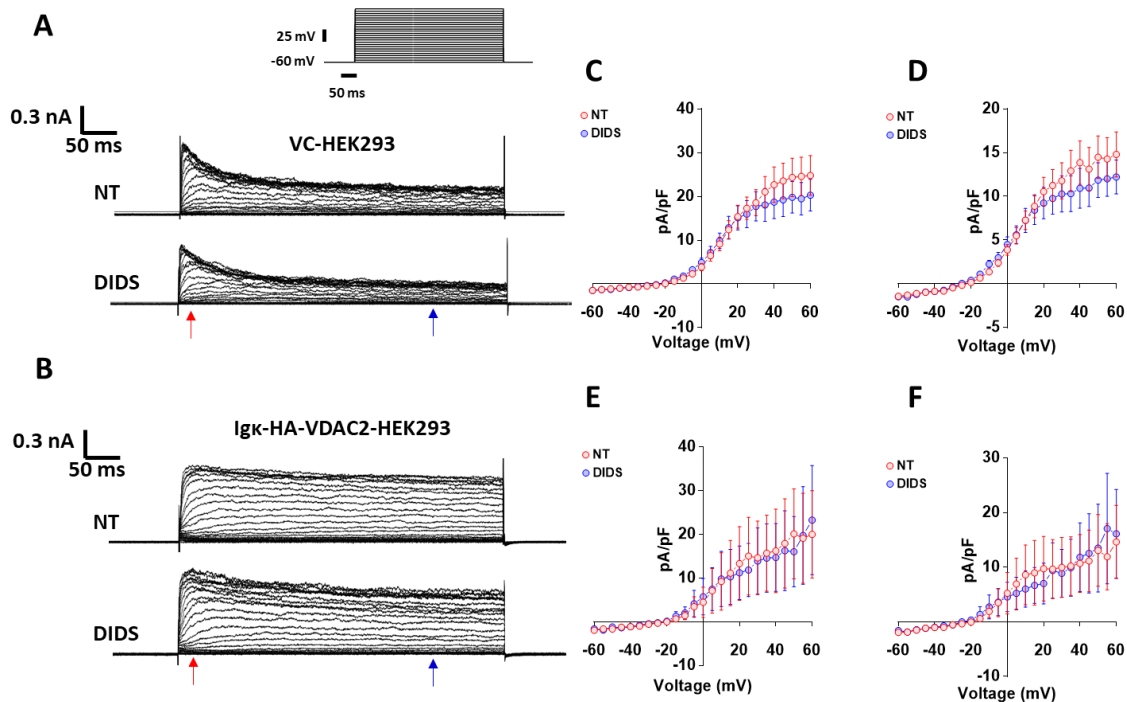 A
25 mV
-60 mV
50 ms
0.3 nA
50 ms
VC-HEK293
NT
DIDS
B
Igκ-HA-VDAC2-HEK293
0.3 nA
50 ms
NT
DIDS
C
NT
DIDS
40
30
20
10
-10
pA/pF
-60 -40 -20 0 20 40 60
Voltage (mV)
D
NT
DIDS
20
15
10
5
-5
pA/pF
-60 -40 -20 0 20 40 60
Voltage (mV)
E
NT
DIDS
40
30
20
10
-10
pA/pF
-60 -40 -20 0 20 40 60
Voltage (mV)
F
NT
DIDS
30
20
10
-10
pA/pF
-60 -40 -20 0 20 40 60
Voltage (mV)